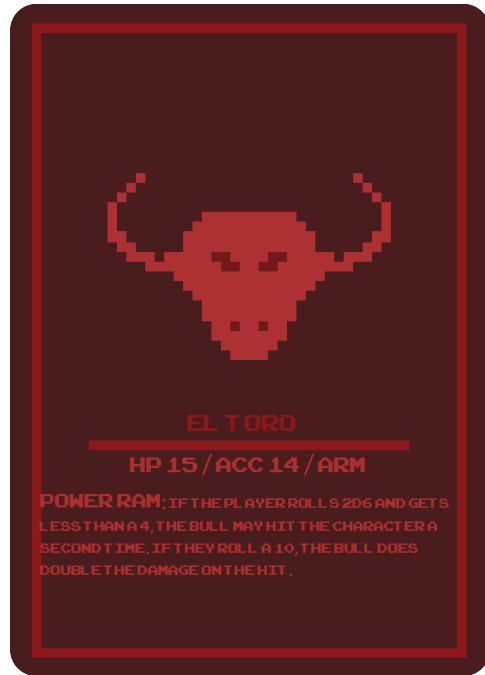 EL TORO
HP 15/ACC 14/ARM
POWER RAM: IF THE PLAYER ROLLS 2D6 AND GETS
LESS THAN A 4, THE BULL MAY HIT THE CHARACTER A
SECOND TIME. IF THEY ROLL A 10, THE BULL DOES
DOUBLE THE DAMAGE ON THE HIT.